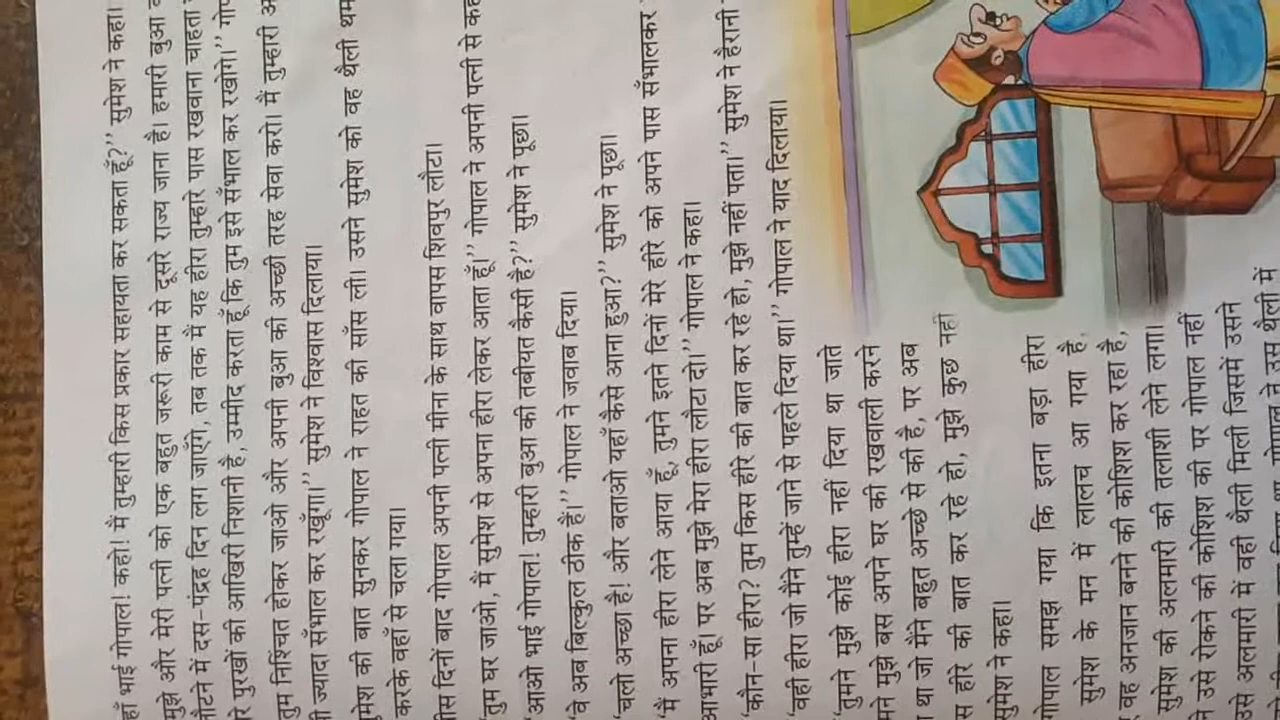 हाँ भाई गोपाल! कहो! मैं तुम्हारी किस प्रकार सहायता कर सकता हूँ?” सुमेश ने कहा।
मुझे और मेरी पत्नी को एक बहुत जरूरी काम से दूसरे राज्य जाना है। हमारी बुआ
लौटने में दस-पंद्रह दिन लग जाएँगे, तब तक मैं यह हीरा तुम्हारे पास रखवाना चाहता
पुरखों की आखिरी निशानी है, उम्मीद करता हूँ कि तुम इसे सँभाल कर रखोगे।”
तुम निश्चिंत होकर जाओ और अपनी बुआ की अच्छी तरह सेवा करो। मैं तुम्हारी
ज्यादा सँभाल कर रखूँगा।” सुमेश ने विश्वास दिलाया।
सुमेश की बात सुनकर गोपाल ने राहत की साँस ली। उसने सुमेश को वह थैली
करके वहाँ से चला गया।
दिनों बाद गोपाल अपनी पत्नी मीना के साथ वापस शिवपुर लौटा।
‘तुम घर जाओ, मैं सुमेश से अपना हीरा लेकर आता हूँ।” गोपाल ने अपनी पत्नी से
‘आओ भाई गोपाल! तुम्हारी बुआ की तबीयत कैसी है?” सुमेश ने पूछा।
‘वे अब बिल्कुल ठीक हैं।” गोपाल ने जवाब दिया।
‘चलो अच्छा है! और बताओ यहाँ कैसे आना हुआ?” सुमेश ने पूछा।
‘मैं अपना हीरा लेने आया हूँ, तुमने इतने दिनों मेरे हीरे को अपने पास सँभालकर
आभारी हूँ। पर अब मुझे मेरा हीरा लौटा दो।” गोपाल ने कहा।
‘कौन-सा हीरा? तुम किस हीरे की बात कर रहे हो, मुझे नहीं पता।” सुमेश ने हैरानी
‘वही हीरा जो मैंने तुम्हें जाने से पहले दिया था।” गोपाल ने याद दिलाया।
‘तुमने मुझे कोई हीरा नहीं दिया था जो
मुझे बस अपने घर की रखवाली करने
था जो मैंने बहुत अच्छे से की है, पर अब
हीरे की बात कर रहे हो, मुझे कुछ नहीं
सुमेश ने कहा।
गोपाल समझ गया कि इतना बड़ा हीरा
सुमेश के मन में लालच आ गया है,
वह अनजान बनने की कोशिश कर रहा है,
सुमेश की अलमारी की तलाशी लेने लगा।
उसे रोकने की कोशिश की पर गोपाल नहीं
उसे अलमारी में वही थैली मिली जिसमें उसने
गोपाल ने उस थैली में